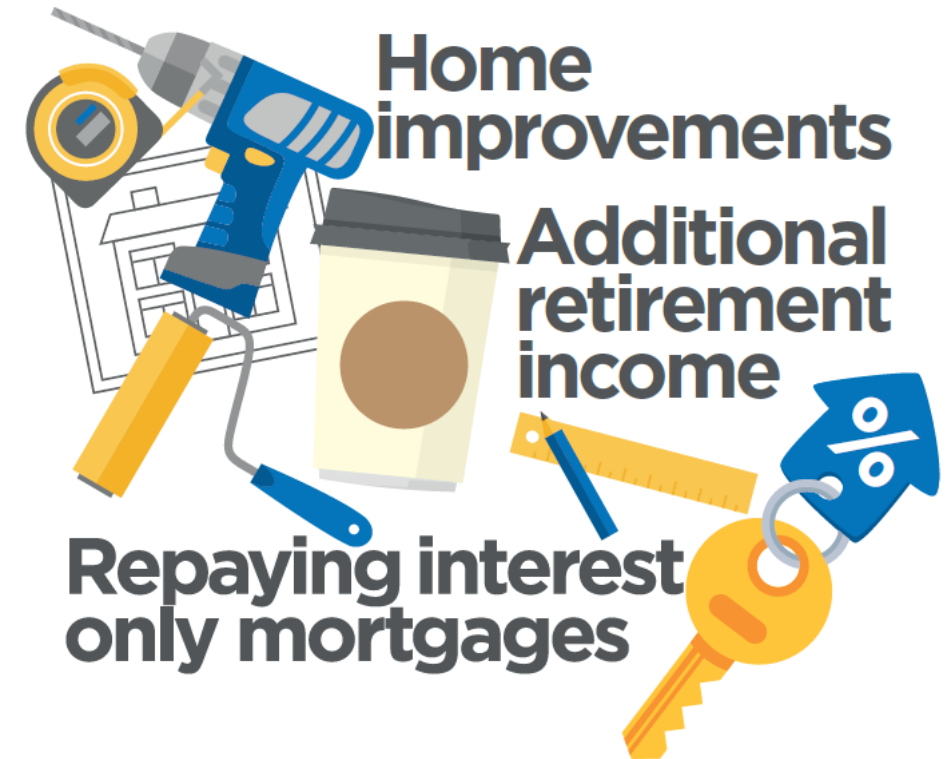 Home
improvements
Additional
retirement
income
%
Repaying interest
only mortgages